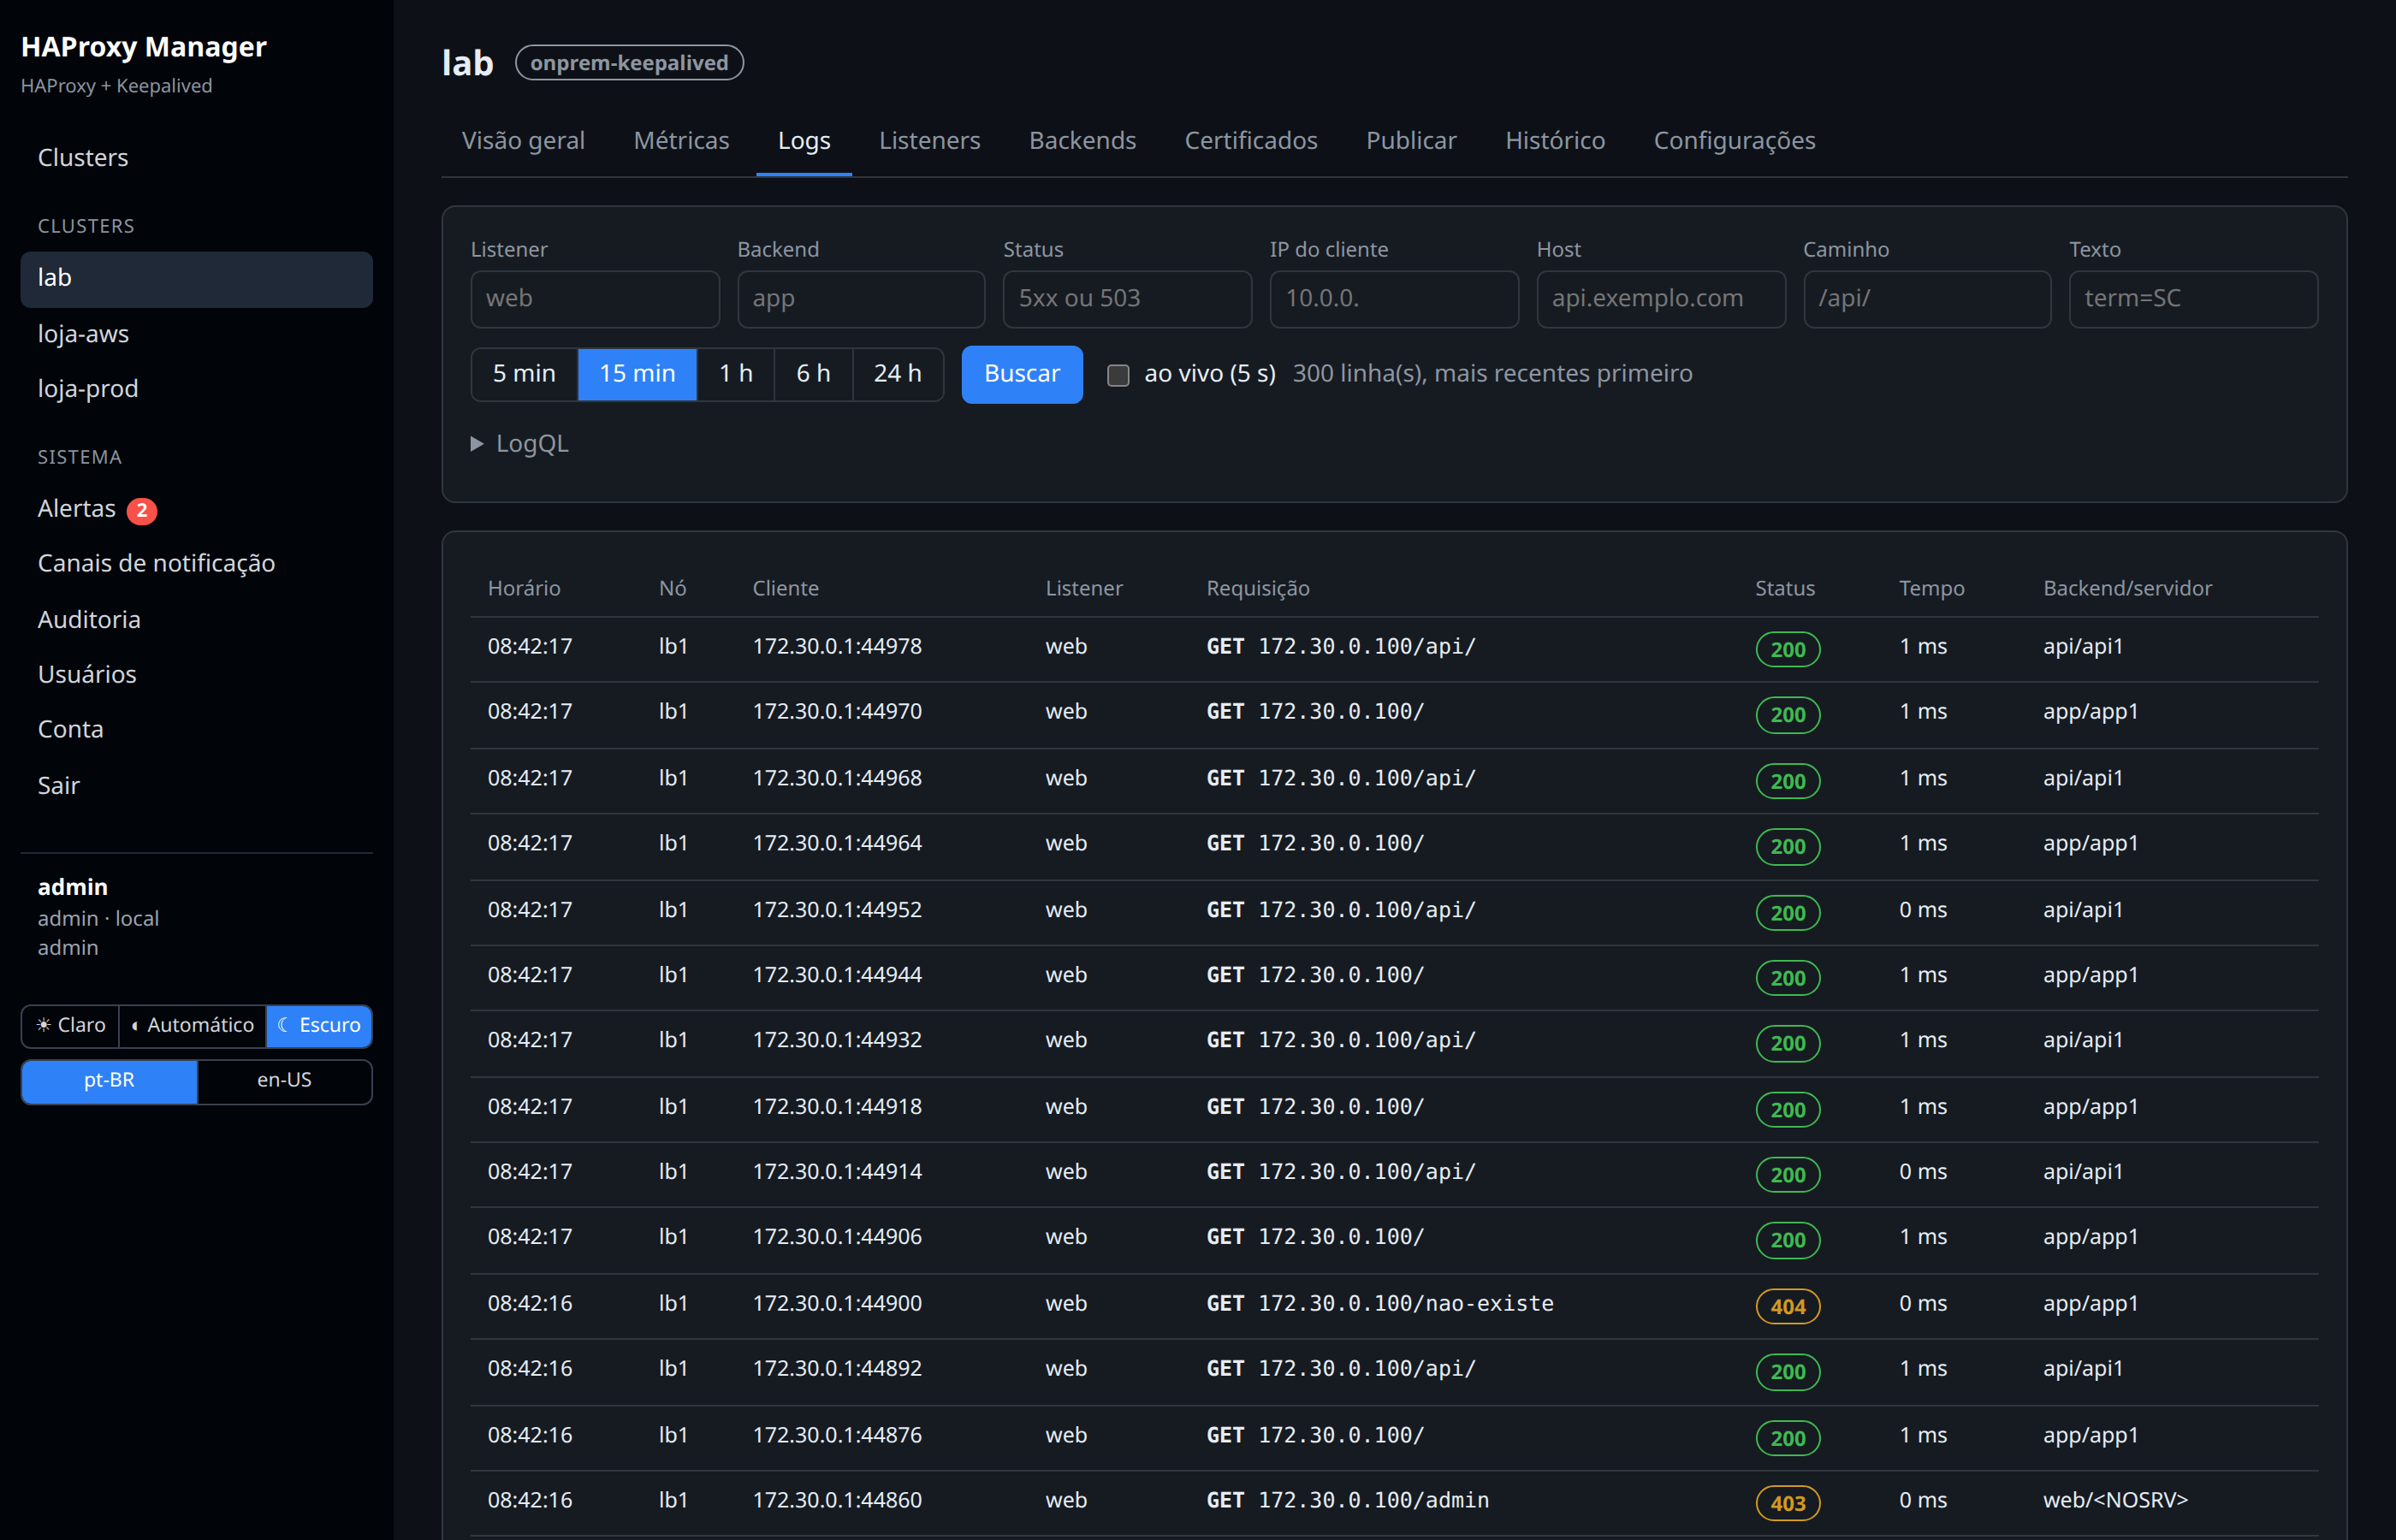 HAProxy Manager
HAProxy + Keepalived
Clusters
CLUSTERS
lab
loja-aws
loja-prod
SISTEMA
Alertas 2
Canais de notificação
Auditoria
Usuários
Conta
Sair
admin
admin · local
admin
☀ Claro Automático ☾ Escuro
pt-BR en-US
lab onprem-keepalived
Visão geral Métricas Logs Listeners Backends Certificados Publicar Histórico Configurações
Listener Backend Status IP do cliente Host Caminho Texto
web app 5xx ou 503 10.0.0. api.exemplo.com /api/ term=SC
5 min 15 min 1 h 6 h 24 h Buscar ao vivo (5 s) 300 linha(s), mais recentes primeiro
▶ LogQL
Horário Nó Cliente Listener Requisição Status Tempo Backend/servidor
08:42:17 lb1 172.30.0.1:44978 web GET 172.30.0.100/api/ 200 1 ms api/api1
08:42:17 lb1 172.30.0.1:44970 web GET 172.30.0.100/ 200 1 ms app/app1
08:42:17 lb1 172.30.0.1:44968 web GET 172.30.0.100/api/ 200 1 ms api/api1
08:42:17 lb1 172.30.0.1:44964 web GET 172.30.0.100/ 200 1 ms app/app1
08:42:17 lb1 172.30.0.1:44952 web GET 172.30.0.100/api/ 200 0 ms api/api1
08:42:17 lb1 172.30.0.1:44944 web GET 172.30.0.100/ 200 1 ms app/app1
08:42:17 lb1 172.30.0.1:44932 web GET 172.30.0.100/api/ 200 1 ms api/api1
08:42:17 lb1 172.30.0.1:44918 web GET 172.30.0.100/ 200 1 ms app/app1
08:42:17 lb1 172.30.0.1:44914 web GET 172.30.0.100/api/ 200 0 ms api/api1
08:42:17 lb1 172.30.0.1:44906 web GET 172.30.0.100/ 200 1 ms app/app1
08:42:16 lb1 172.30.0.1:44900 web GET 172.30.0.100/nao-existe 404 0 ms app/app1
08:42:16 lb1 172.30.0.1:44892 web GET 172.30.0.100/api/ 200 1 ms api/api1
08:42:16 lb1 172.30.0.1:44876 web GET 172.30.0.100/ 200 1 ms app/app1
08:42:16 lb1 172.30.0.1:44860 web GET 172.30.0.100/admin 403 0 ms web/<NOSRV>